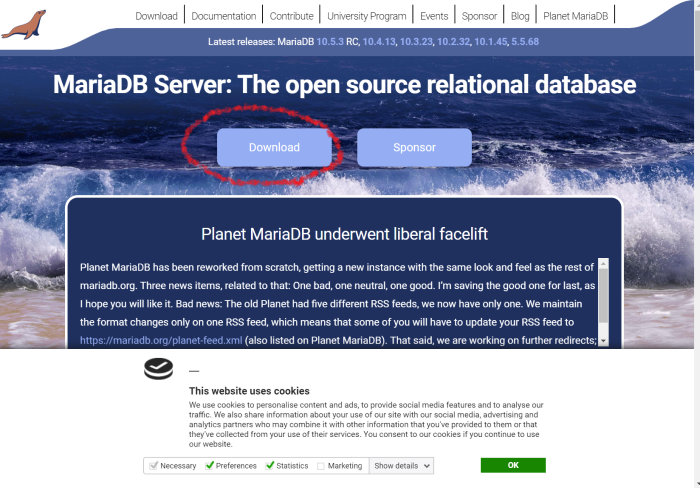 Download Documentation Contribute University Program Events Sponsor Blog Planet MariaDB
Latest releases: MariaDB 10.5.3 RC, 10.4.13, 10.3.23, 10.2.32, 10.1.45, 5.5.68
MariaDB Server: The open source relational database
Download Sponsor
Planet MariaDB underwent liberal facelift
Planet MariaDB has been reworked from scratch, getting a new instance with the same look and feel as the rest of
mariadb.org. Three news items, related to that: One bad, one neutral, one good. I'm saving the good one for last, as
I hope you will like it. Bad news: The old Planet had five different RSS feeds, we now have only one. We maintain
the format changes only on one RSS feed, which means that some of you will have to update your RSS feed to
https://mariadb.org/planet-feed.xml (also listed on Planet MariaDB). That said, we are working on further redirects;
This website uses cookies
We use cookies to personalise content and ads, to provide social media features and to analyse our
traffic. We also share information about your use of our site with our social media, advertising and
analytics partners who may combine it with other information that you've provided to them or that
they've collected from your use of their services. You consent to our cookies if you continue to use
our website.
Necessary Preferences Statistics Marketing Show details OK